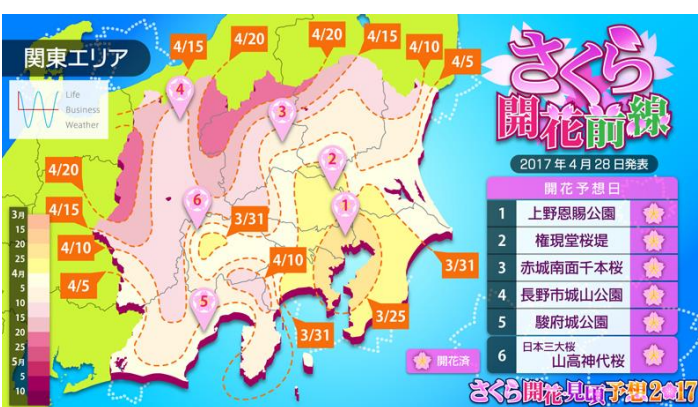 関東エリア
Life
Business
Weather
4/15
4/20
4/20
4/15
4/10
4/5
4
3
2
1
6
5
4/20
4/15
4/10
4/5
3/31
4/10
3/31
3/25
3/31
3月
15
20
25
4月
5
10
15
20
25
5月
5
10
開花済
さくら
開花前線
2017年4月28日発表
開花予想日
1 上野恩賜公園
2 権現堂桜堤
3 赤城南面千本桜
4 長野市城山公園
5 駿府城公園
6 日本三大桜
山高神代桜
さくら開花・見頃予想2017